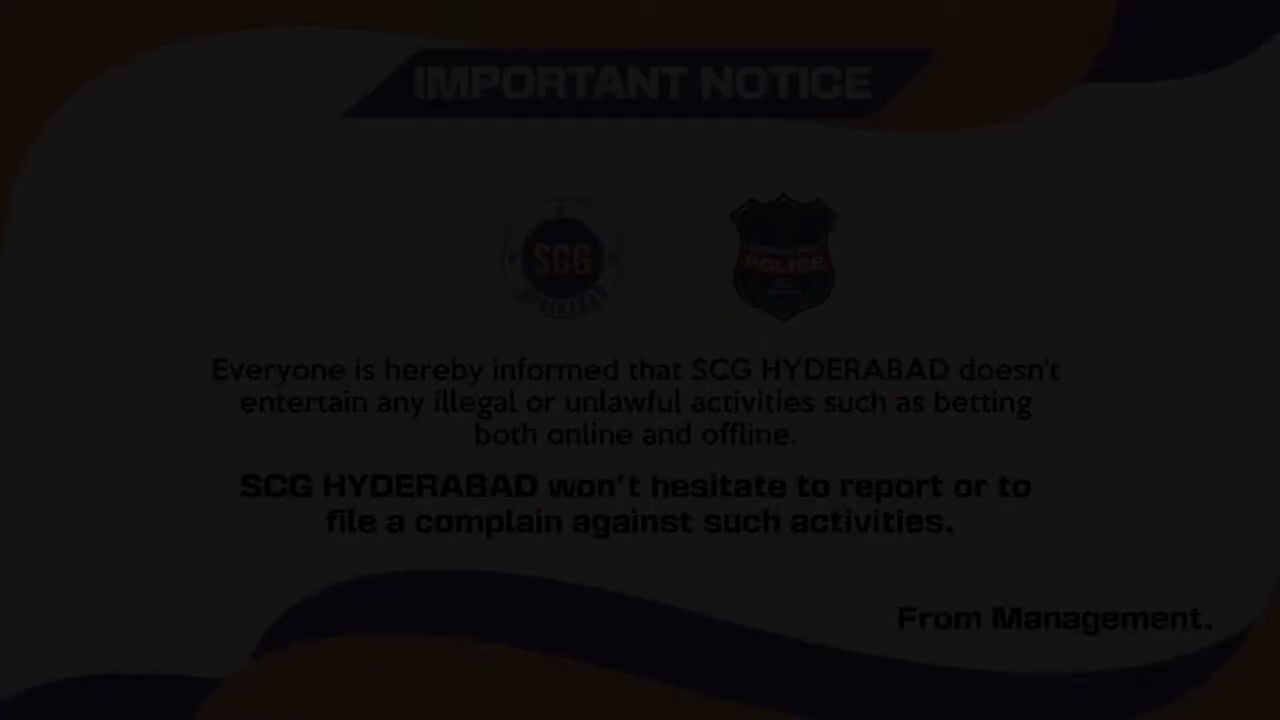 IMPORTANT NOTICE
SCG
HYDERABAD
POLICE
Everyone is hereby informed that SCG HYDERABAD doesn't
entertain any illegal or unlawful activities such as betting
both online and offline.
SCG HYDERABAD won't hesitate to report or to
file a complain against such activities.
From Management.